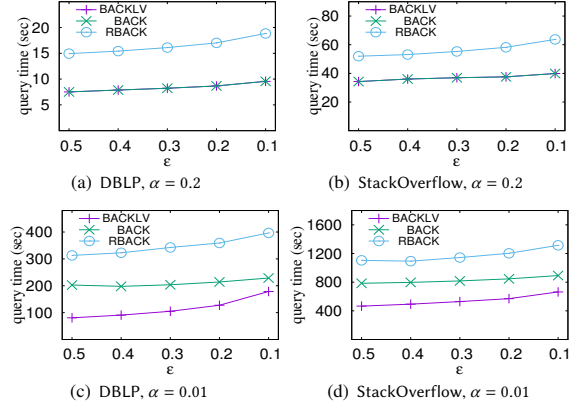 BACKLV
BACK
RBACK
query time (sec)
20
15
10
5
0.5 0.4 0.3 0.2 0.1
ε
(a) DBLP, α = 0.2
BACKLV
BACK
RBACK
query time (sec)
80
60
40
20
0.5 0.4 0.3 0.2 0.1
ε
(b) StackOverflow, α = 0.2
BACKLV
BACK
RBACK
query time (sec)
400
300
200
100
0.5 0.4 0.3 0.2 0.1
ε
(c) DBLP, α = 0.01
BACKLV
BACK
RBACK
query time (sec)
1600
1200
800
400
0.5 0.4 0.3 0.2 0.1
ε
(d) StackOverflow, α = 0.01